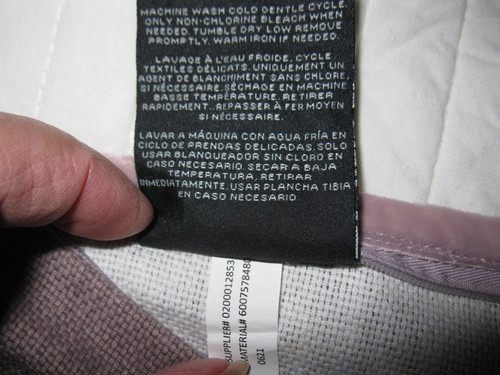 MACHINE WASH COLD GENTLE CYCLE.
ONLY NON-CHLORINE BLEACH WHEN
NEEDED. TUMBLE DRY LOW REMOVE
PROMPTLY. WARM IRON IF NEEDED.
LAVAGE À L'EAU FROIDE, CYCLE
TEXTILES DÉLICATS. UNIQUEMENT UN
AGENT DE BLANCHIMENT SANS CHLORE,
SI NÉCESSAIRE. SÉCHAGE EN MACHINE
BASSE TEMPÉRATURE. RETIRER
RAPIDEMENT. REPASSER À FER MOYEN
SI NÉCESSAIRE.
LAVAR A MÁQUINA CON AGUA FRÍA EN
CICLO DE PRENDAS DELICADAS. SOLO
USAR BLANQUEADOR SIN CLORO EN
CASO NECESARIO. SECAR A BAJA
TEMPERATURA, RETIRAR
INMEDIATAMENTE. USAR PLANCHA TIBIA
EN CASO NECESARIO.
SUPPLIER# 0200012853
MATERIAL# 6007578480
0621